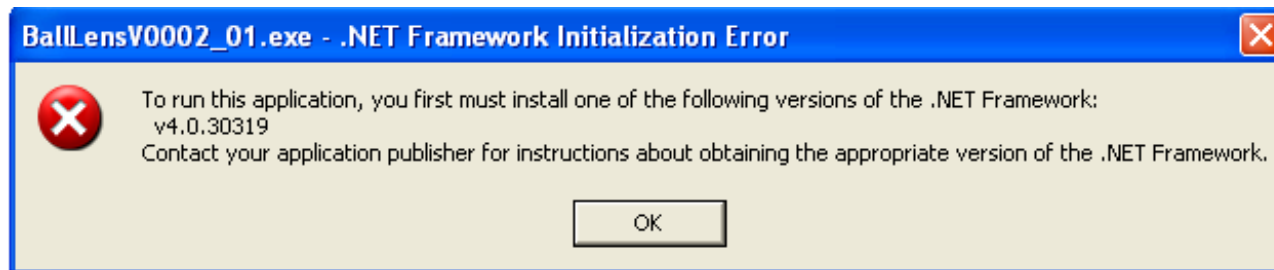 BallLensV0002_01.exe - .NET Framework Initialization Error
To run this application, you first must install one of the following versions of the .NET Framework:
v4.0.30319
Contact your application publisher for instructions about obtaining the appropriate version of the .NET Framework.
OK